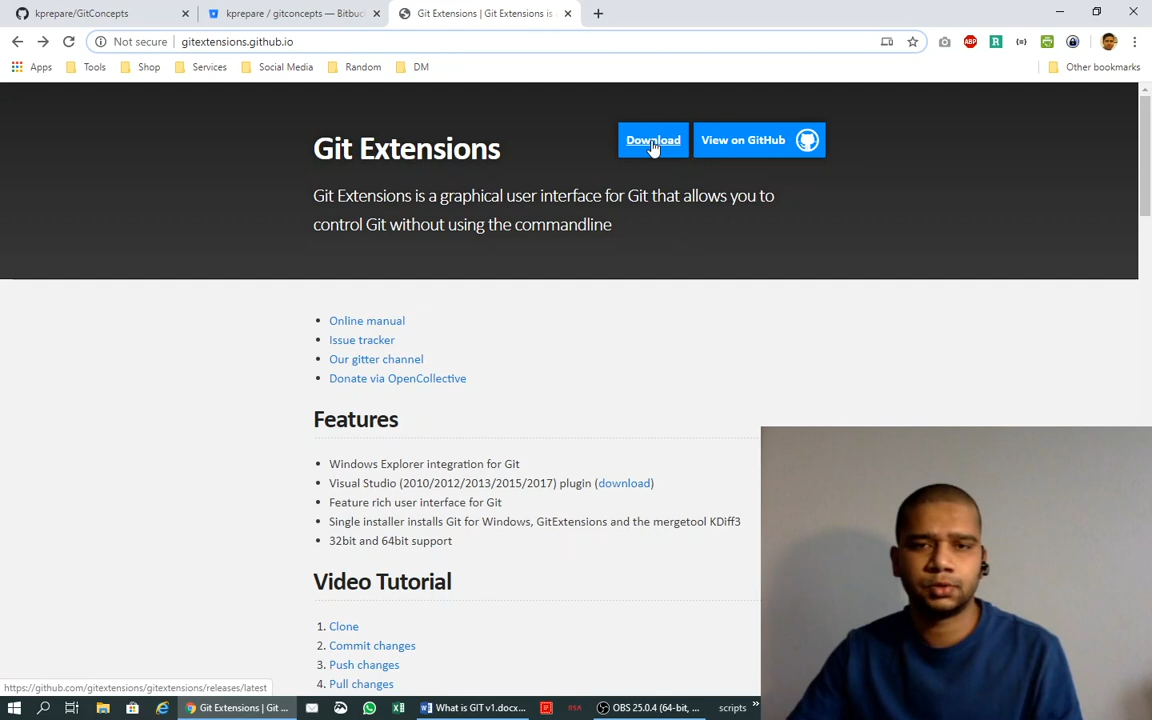 kprepare/GitConcepts
kprepare / gitconcepts — Bitbuc
Git Extensions | Git Extensions is
Not secure
gitextensions.github.io
ABP
R
Apps
Tools
Shop
Services
Social Media
Random
DM
Other bookmarks
Git Extensions
Download
View on GitHub
Git Extensions is a graphical user interface for Git that allows you to
control Git without using the commandline
Online manual
Issue tracker
Our gitter channel
Donate via OpenCollective
Features
Windows Explorer integration for Git
Visual Studio (2010/2012/2013/2015/2017) plugin (download)
Feature rich user interface for Git
Single installer installs Git for Windows, GitExtensions and the mergetool KDiff3
32bit and 64bit support
Video Tutorial
1. Clone
2. Commit changes
3. Push changes
4. Pull changes
https://github.com/gitextensions/gitextensions/releases/latest
Git Extensions | Git ...
What is GIT v1.docx...
RSA
OBS 25.0.4 (64-bit, ...
scripts